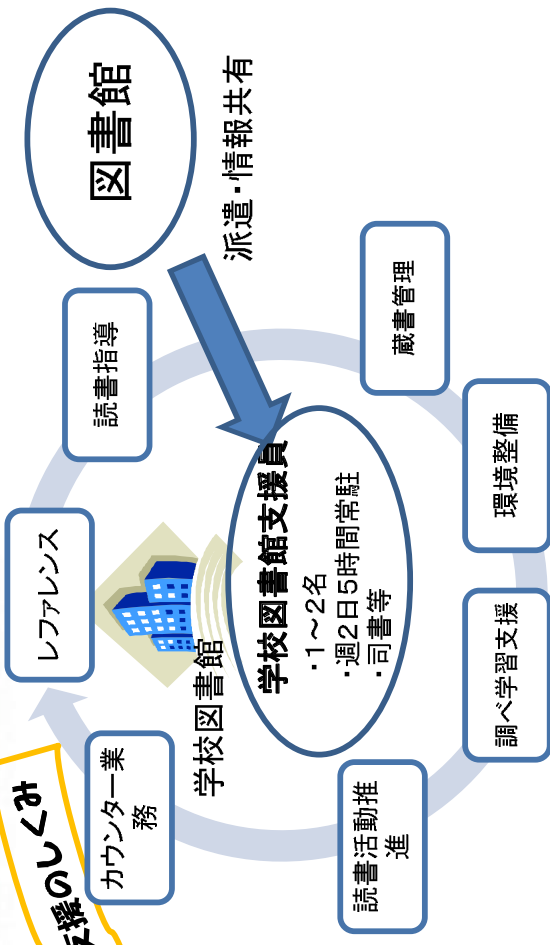 支援のしくみ
図書館
派遣・情報共有
レファレンス
読書指導
蔵書管理
環境整備
調べ学習支援
読書活動推
進
カウンター業
務
学校図書館
学校図書館支援員
・1～2名
・週2日5時間常駐
・司書等